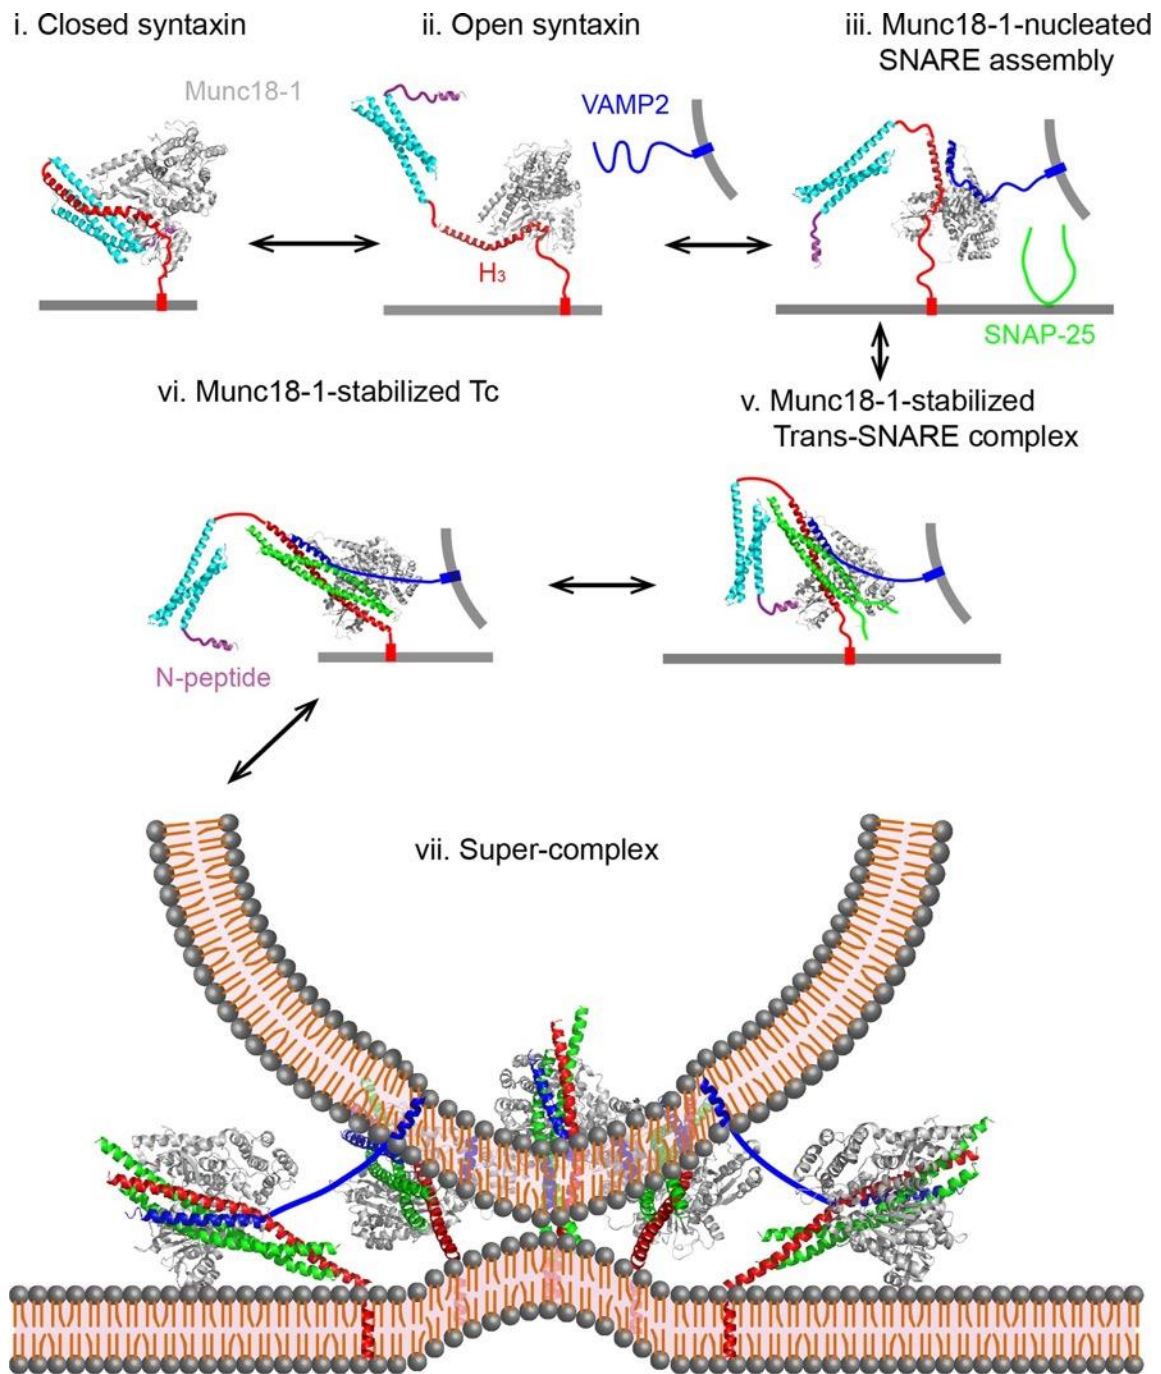 i. Closed syntaxin
ii. Open syntaxin
iii. Munc18-1-nucleated
SNARE assembly
Munc18-1
VAMP2
H3
SNAP-25
vi. Munc18-1-stabilized Tc
v. Munc18-1-stabilized
Trans-SNARE complex
N-peptide
vii. Super-complex